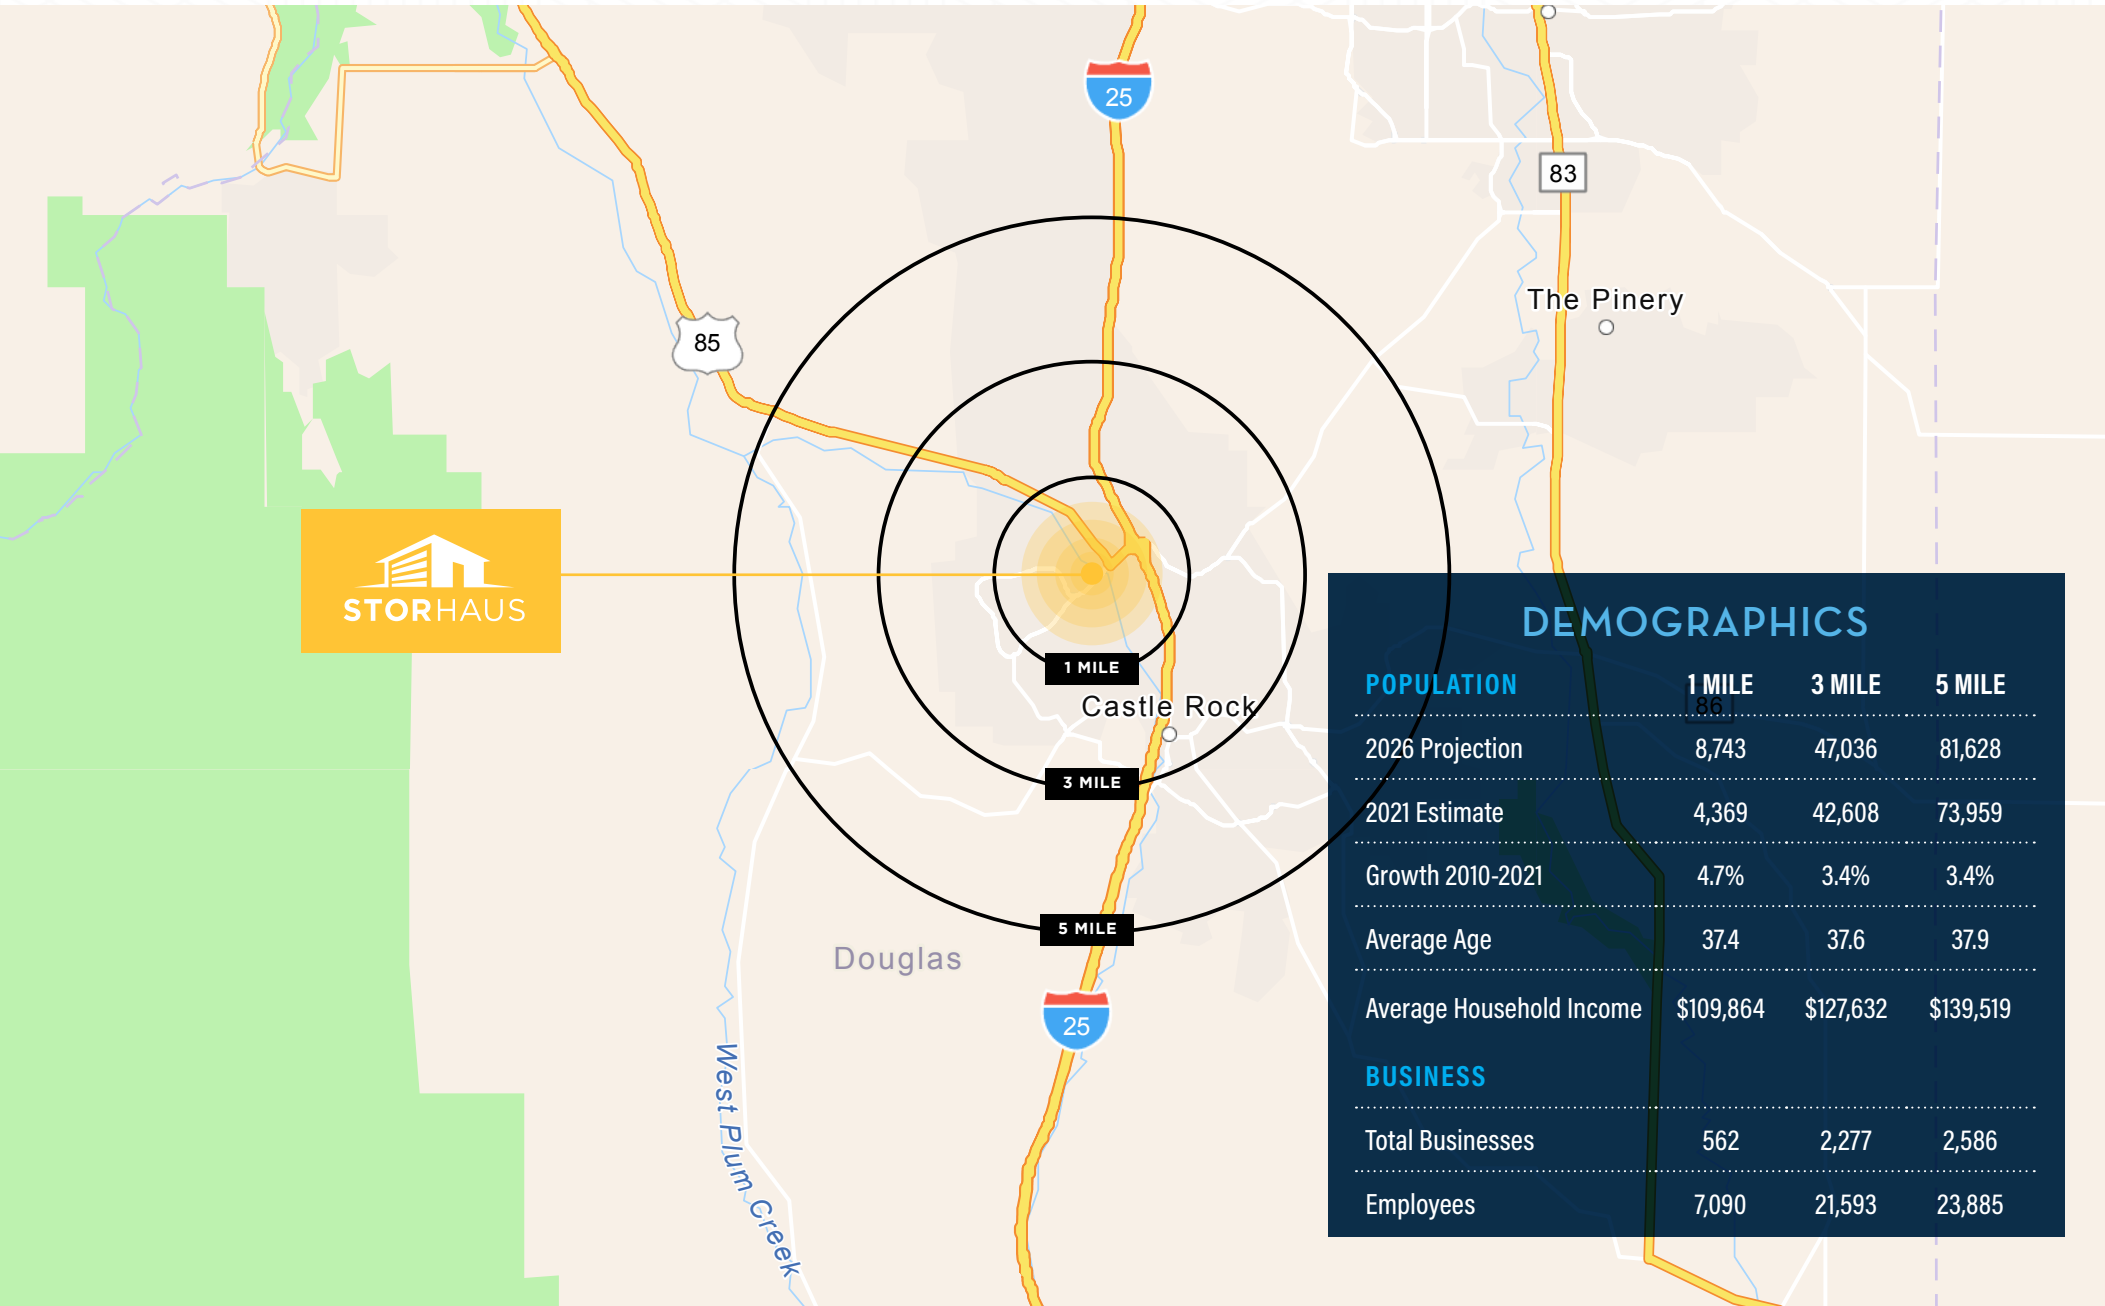 25
83
The Pinery
85
STORHAUS
1 MILE
Castle Rock
3 MILE
5 MILE
Douglas
25
West Plum Creek
DEMOGRAPHICS
POPULATION 1 MILE 3 MILE 5 MILE
86
2026 Projection 8,743 47,036 81,628
2021 Estimate 4,369 42,608 73,959
Growth 2010-2021 4.7% 3.4% 3.4%
Average Age 37.4 37.6 37.9
Average Household Income $109,864 $127,632 $139,519
BUSINESS
Total Businesses 562 2,277 2,586
Employees 7,090 21,593 23,885